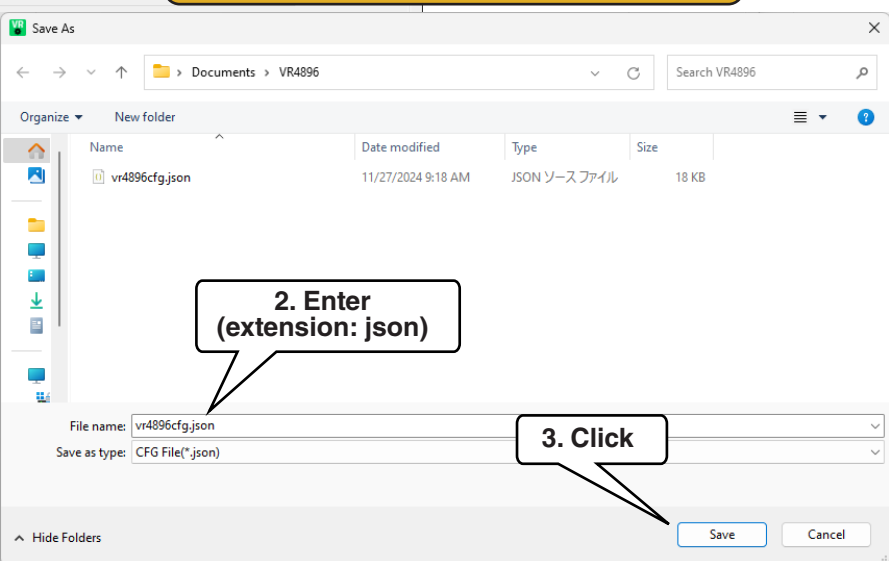 VR Save As
Documents > VR4896
Search VR4896
Organize New folder
Name Date modified Type Size
vr4896cfg.json 11/27/2024 9:18 AM JSON ソース ファイル 18 KB
2. Enter
(extension: json)
File name: vr4896cfg.json
3. Click
Save as type: CFG File(*.json)
Hide Folders
Save Cancel